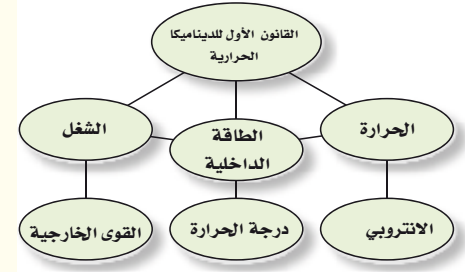 القانون الأول للديناميكا
الحرارية
الحرارة
الطاقة
الداخلية
الشغل
الانتروبي
درجة الحرارة
القوى الخارجية